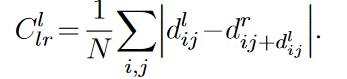 C^l_{lr} = \frac{1}{N} \sum_{i,j} \left| d^l_{ij} - d^r_{ij+d^l_{ij}} \right|.